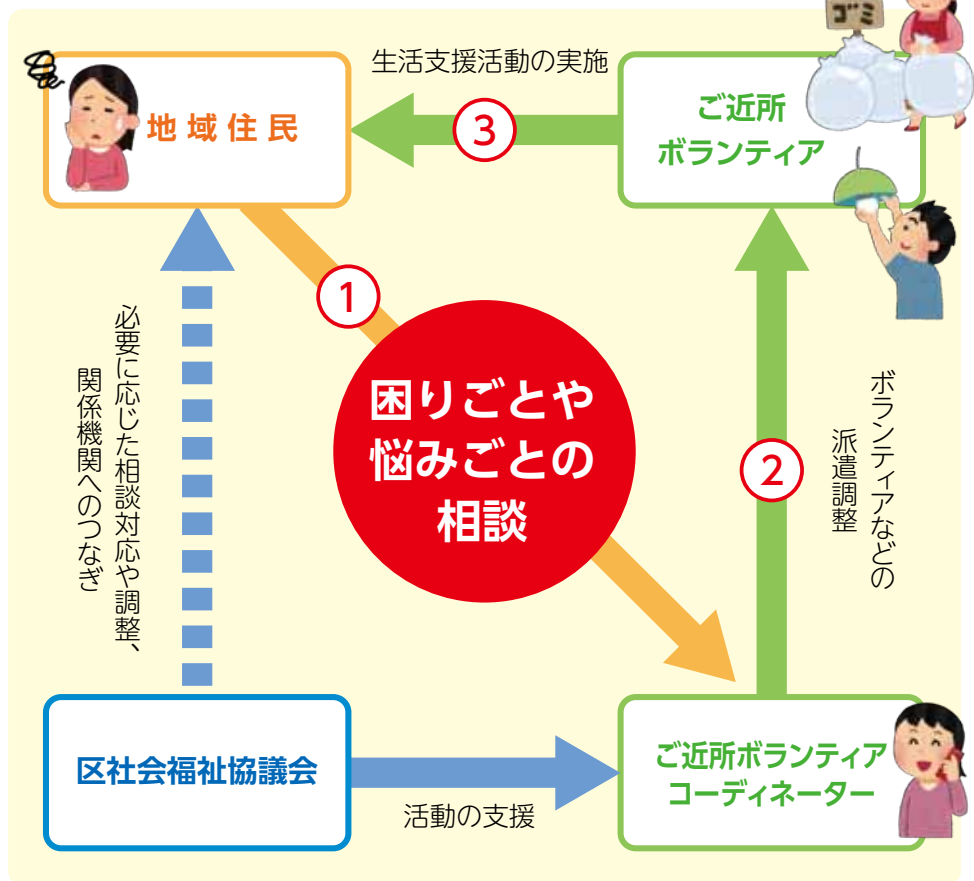 ゴミ
生活支援活動の実施
地域住民
③
ご近所
ボランティア
①
困りごとや
悩みごとの
相談
必要に応じた相談対応や調整、
関係機関へのつなぎ
②
ボランティアなどの
派遣調整
区社会福祉協議会
活動の支援
ご近所ボランティア
コーディネーター